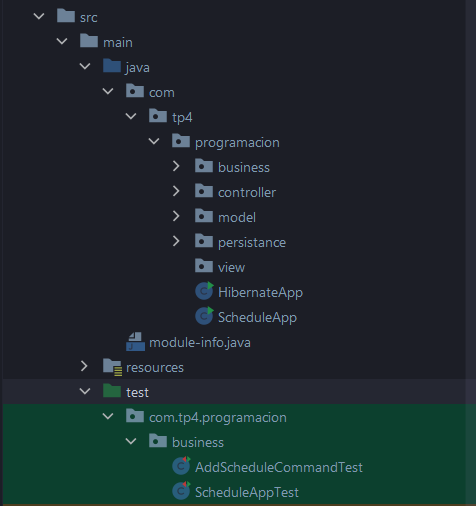 src
main
java
com
tp4
programacion
business
controller
model
persistance
view
HibernateApp
ScheduleApp
module-info.java
resources
test
com.tp4.programacion
business
AddScheduleCommandTest
ScheduleAppTest